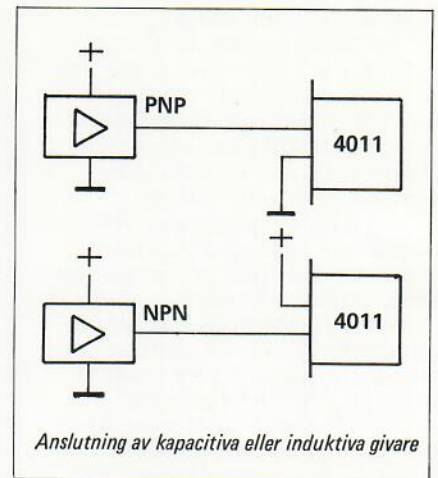 +
PNP
4011
+
+
NPN
4011
Anslutning av kapacitiva eller induktiva givare